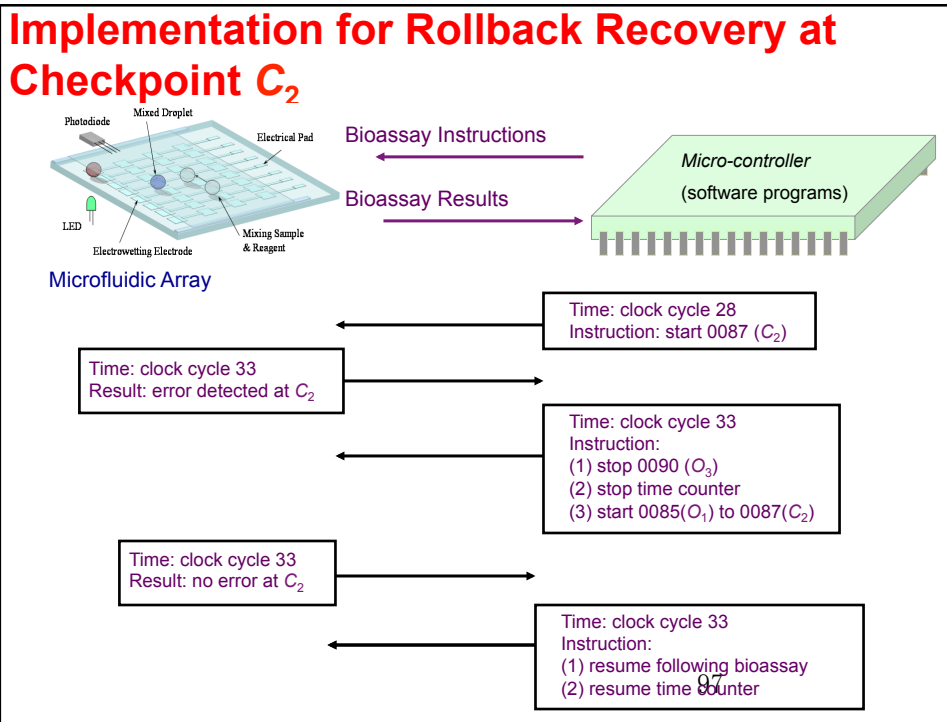 Implementation for Rollback Recovery at
Checkpoint C2
Photodiode
Mixed Droplet
Electrical Pad
LED
Electrowetting Electrode
Mixing Sample
& Reagent
Microfluidic Array
Bioassay Instructions
Bioassay Results
Micro-controller
(software programs)
Time: clock cycle 28
Instruction: start 0087 (C2)
Time: clock cycle 33
Result: error detected at C2
Time: clock cycle 33
Instruction:
(1) stop 0090 (O3)
(2) stop time counter
(3) start 0085(O1) to 0087(C2)
Time: clock cycle 33
Result: no error at C2
Time: clock cycle 33
Instruction:
(1) resume following bioassay
(2) resume time counter
97